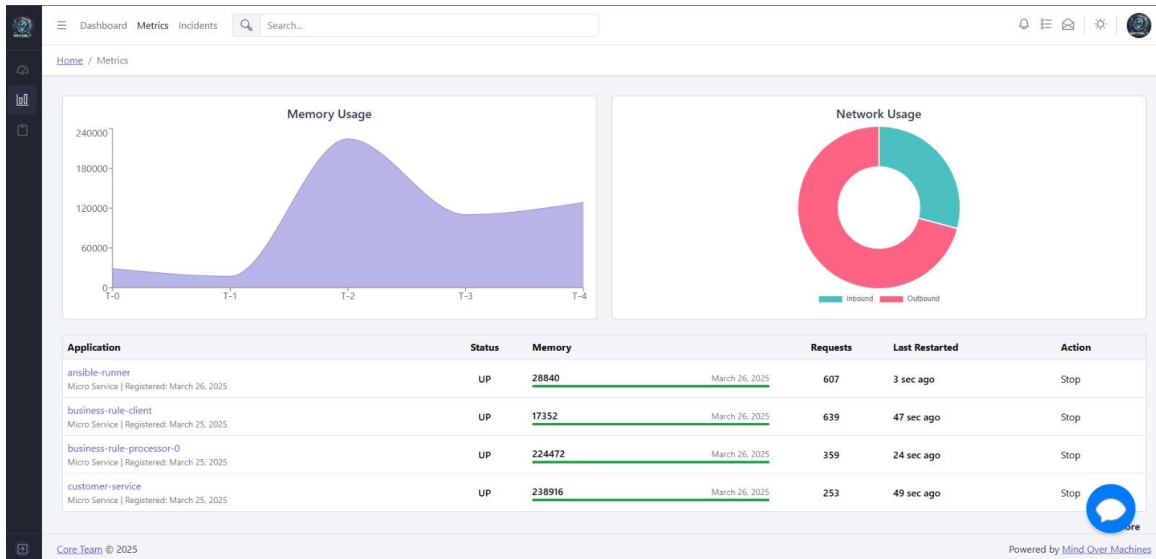 Dashboard Metrics Incidents Search...
Home / Metrics
Memory Usage
240000
180000
120000
60000
0
T-0 T-1 T-2 T-3 T-4
Network Usage
Inbound Outbound
Application Status Memory Requests Last Restarted Action
ansible-runner
Micro Service | Registered: March 26, 2025
UP 28840 March 26, 2025 607 3 sec ago Stop
business-rule-client
Micro Service | Registered: March 25, 2025
UP 17352 March 26, 2025 639 47 sec ago Stop
business-rule-processor-0
Micro Service | Registered: March 25, 2025
UP 224472 March 26, 2025 359 24 sec ago Stop
customer-service
Micro Service | Registered: March 25, 2025
UP 238916 March 26, 2025 253 49 sec ago Stop
Core Team © 2025
Powered by Mind Over Machines